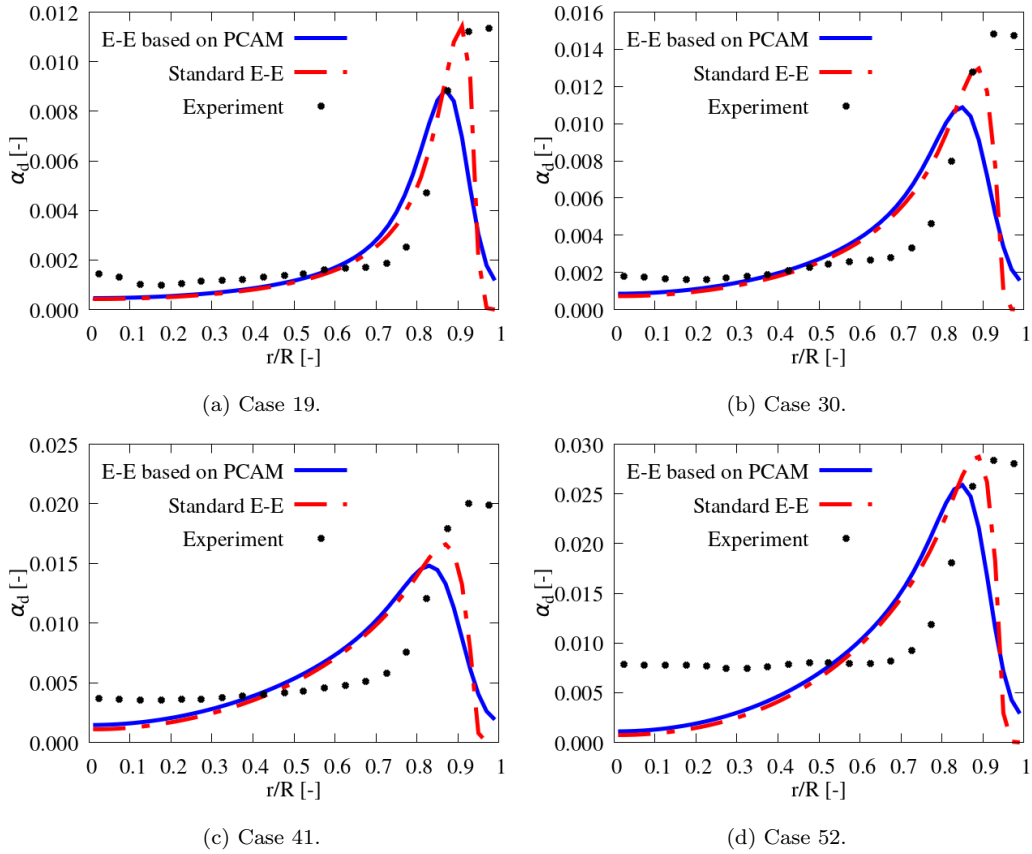 0.012
0.010
0.008
0.006
0.004
0.002
0.000
α_d [-]
E-E based on PCAM
Standard E-E
Experiment
0 0.1 0.2 0.3 0.4 0.5 0.6 0.7 0.8 0.9 1
r/R [-]
(a) Case 19.
0.016
0.014
0.012
0.010
0.008
0.006
0.004
0.002
0.000
α_d [-]
E-E based on PCAM
Standard E-E
Experiment
0 0.1 0.2 0.3 0.4 0.5 0.6 0.7 0.8 0.9 1
r/R [-]
(b) Case 30.
0.025
0.020
0.015
0.010
0.005
0.000
α_d [-]
E-E based on PCAM
Standard E-E
Experiment
0 0.1 0.2 0.3 0.4 0.5 0.6 0.7 0.8 0.9 1
r/R [-]
(c) Case 41.
0.030
0.025
0.020
0.015
0.010
0.005
0.000
α_d [-]
E-E based on PCAM
Standard E-E
Experiment
0 0.1 0.2 0.3 0.4 0.5 0.6 0.7 0.8 0.9 1
r/R [-]
(d) Case 52.